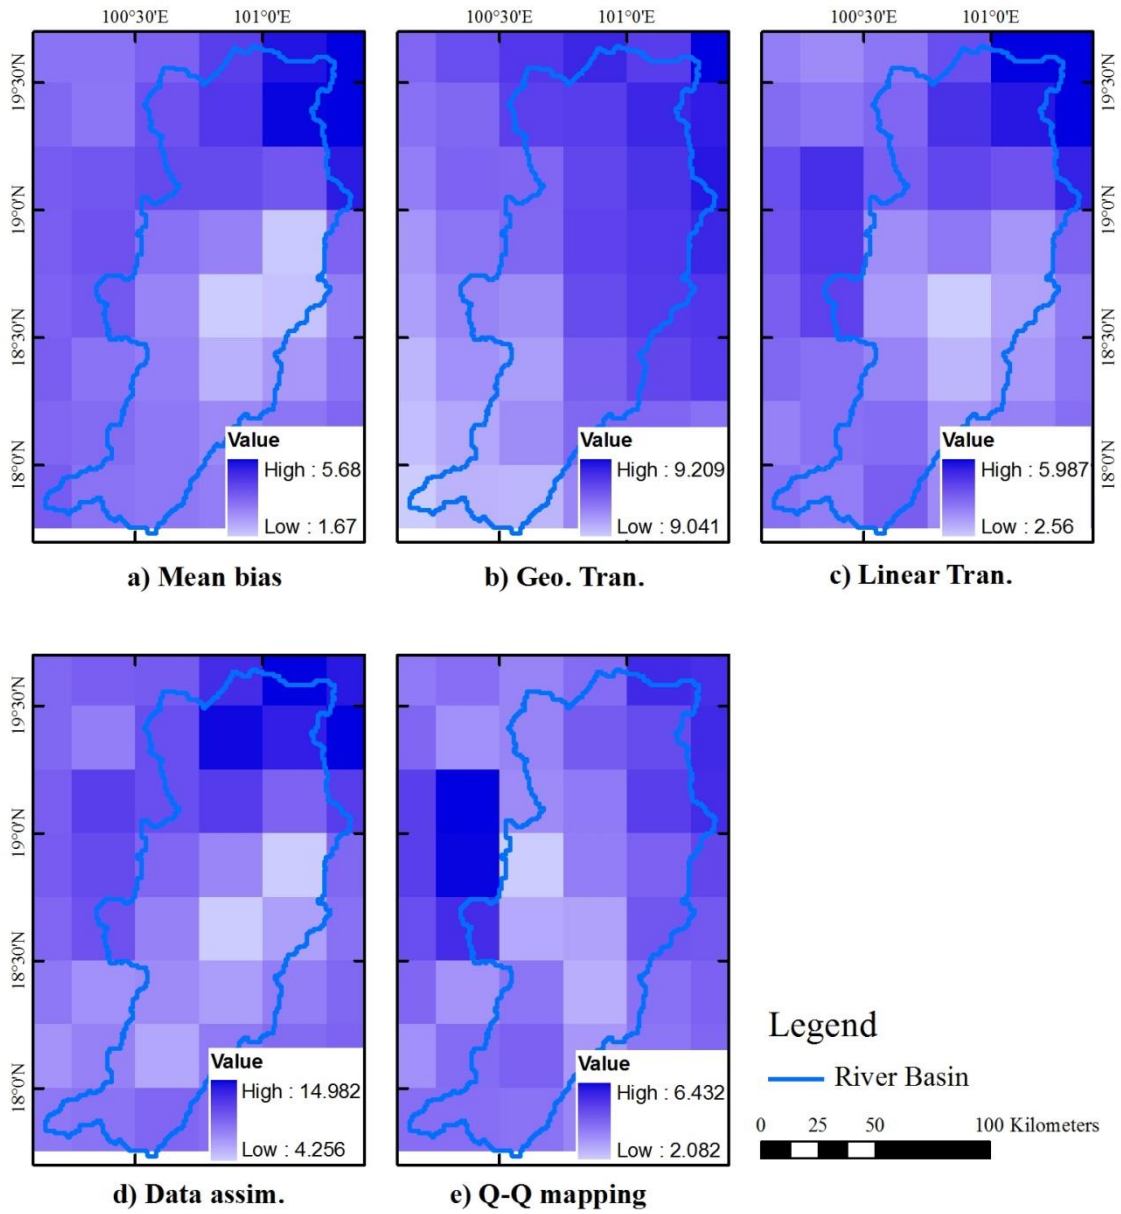 100°30'E 101°0'E 100°30'E 101°0'E
19°30'N
19°0'N
18°30'N
18°0'N
19°30'N
19°0'N
18°30'N
18°0'N
Value
High : 5.68
Low : 1.67
Value
High : 9.209
Low : 9.041
Value
High : 5.987
Low : 2.56
a) Mean bias
b) Geo. Tran.
c) Linear Tran.
19°30'N
19°0'N
18°30'N
18°0'N
Value
High : 14.982
Low : 4.256
Value
High : 6.432
Low : 2.082
d) Data assim.
e) Q-Q mapping
Legend
River Basin
0 25 50 100 Kilometers